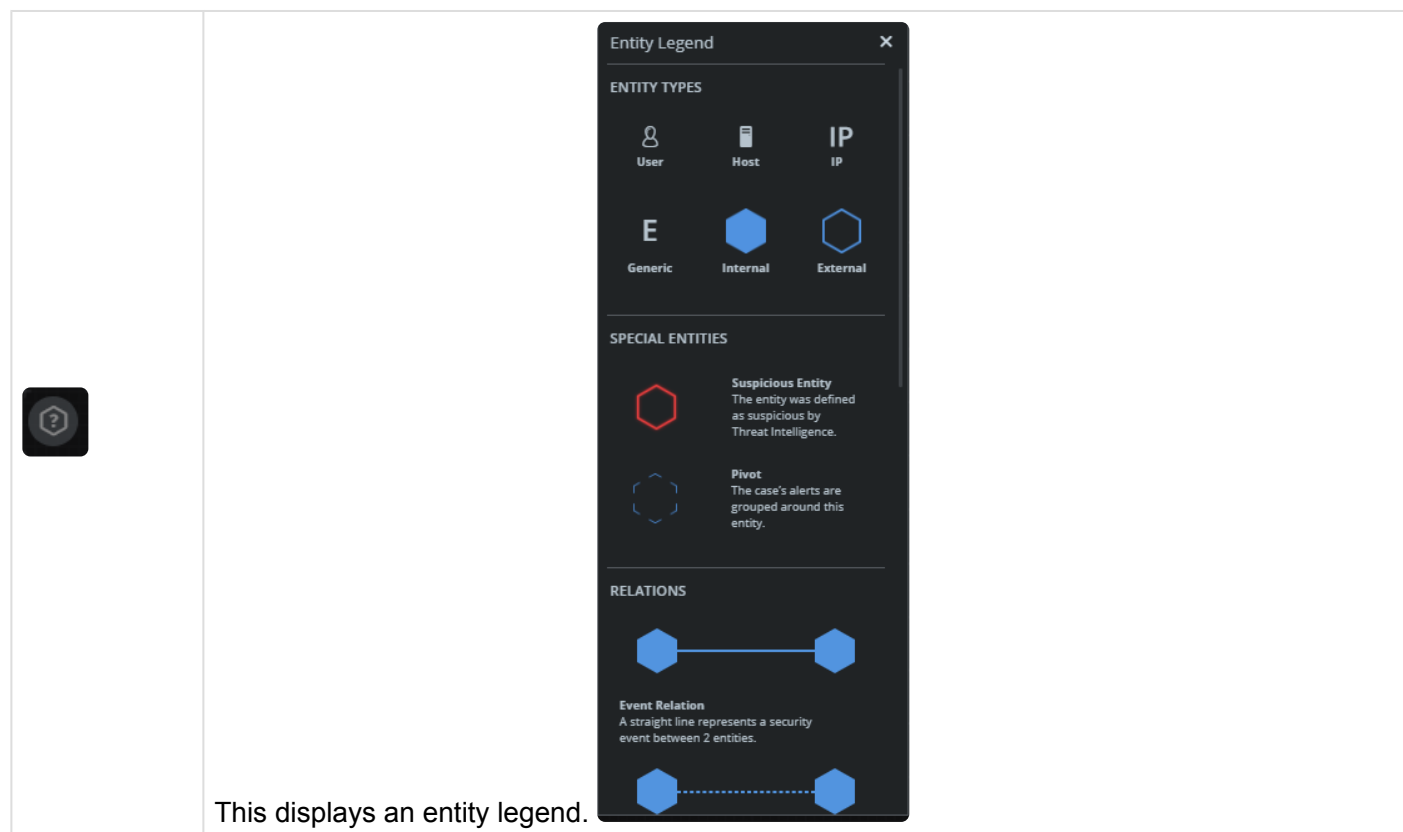 Entity Legend ×
ENTITY TYPES
User Host IP
IP
E
Generic Internal External
SPECIAL ENTITIES
Suspicious Entity
The entity was defined
as suspicious by
Threat Intelligence.
Pivot
The case's alerts are
grouped around this
entity.
RELATIONS
Event Relation
A straight line represents a security
event between 2 entities.
?
This displays an entity legend.